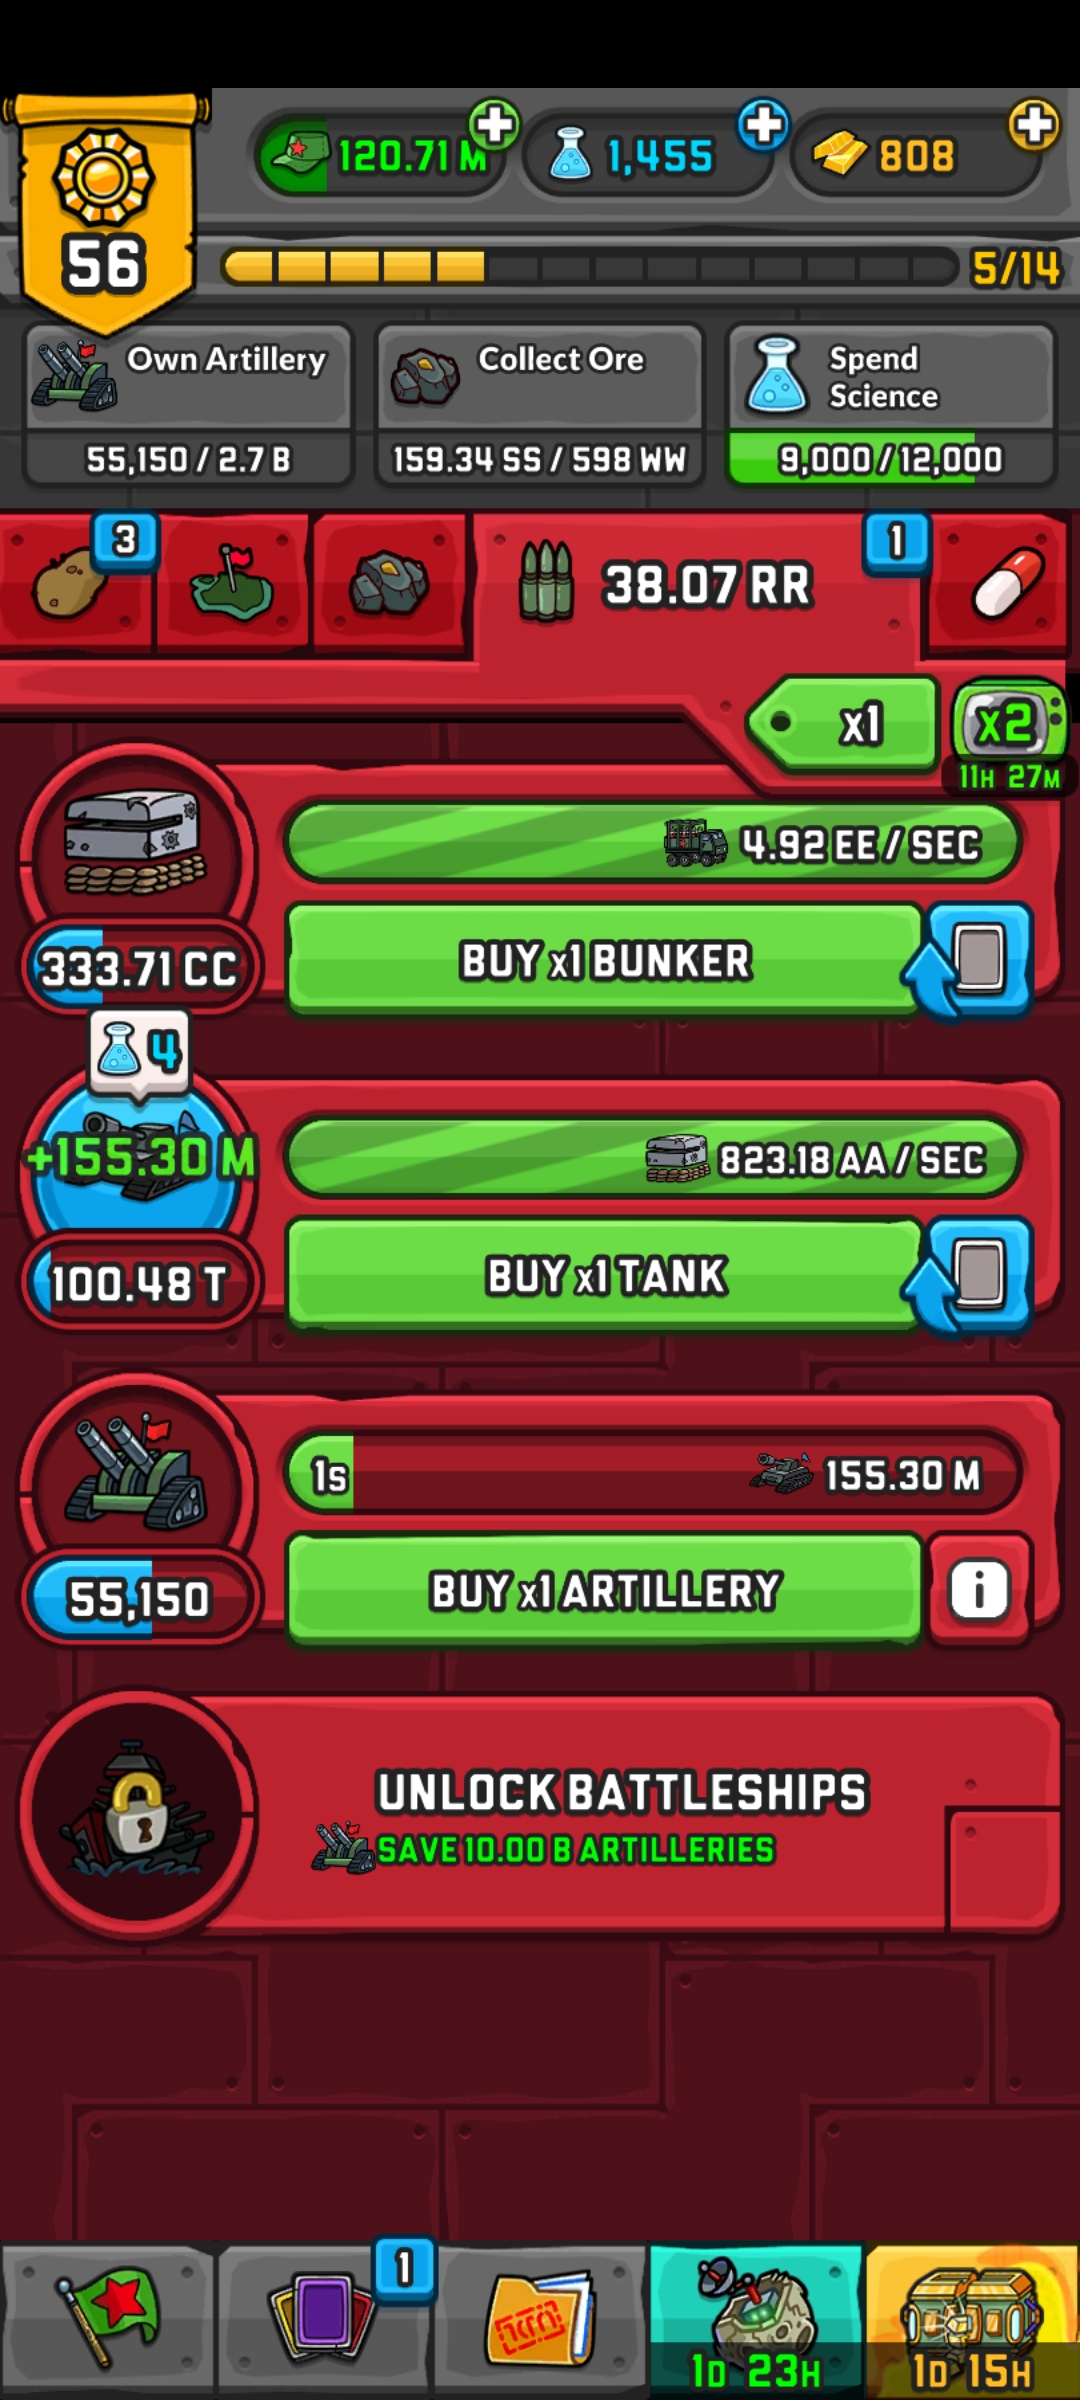 56
120.71 M
1,455
808
5/14
Own Artillery
55,150 / 2.7 B
Collect Ore
159.34 SS / 598 WW
Spend
Science
9,000 / 12,000
3
38.07 RR
1
x1
x2
11H 27M
4.92 EE / SEC
333.71 CC
BUY x1 BUNKER
4
+155.30 M
823.18 AA / SEC
100.48 T
BUY x1 TANK
1s
155.30 M
55,150
BUY x1 ARTILLERY
i
UNLOCK BATTLESHIPS
SAVE 10.00 B ARTILLERIES
1
1D 23H
1D 15H